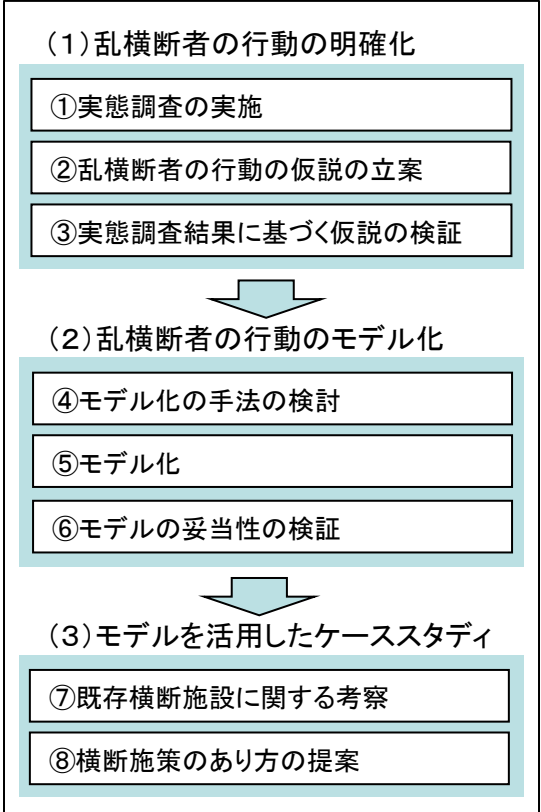 (1)乱横断者の行動の明確化
①実態調査の実施
②乱横断者の行動の仮説の立案
③実態調査結果に基づく仮説の検証
(2)乱横断者の行動のモデル化
④モデル化の手法の検討
⑤モデル化
⑥モデルの妥当性の検証
(3)モデルを活用したケーススタディ
⑦既存横断施設に関する考察
⑧横断施策のあり方の提案